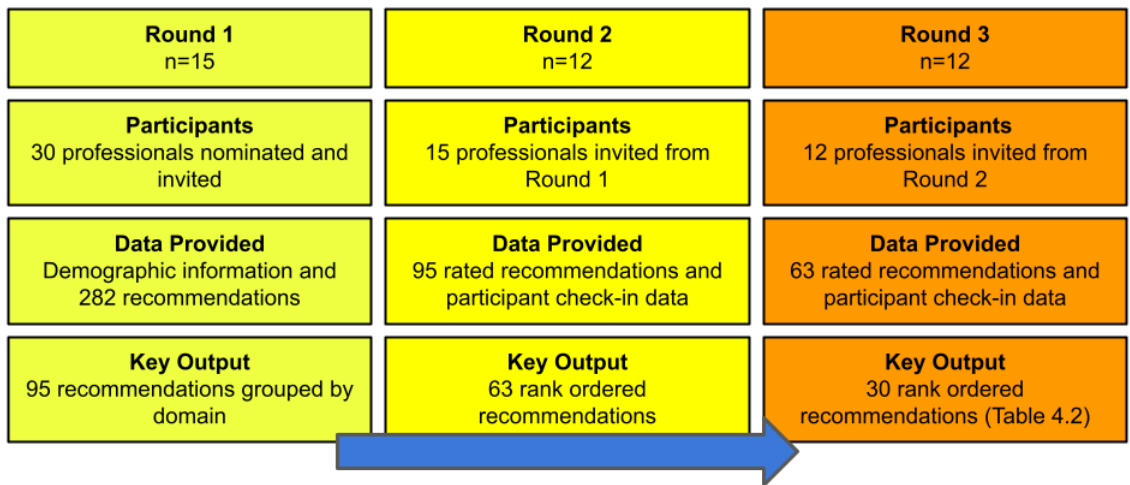 Round 1
n=15
Round 2
n=12
Round 3
n=12
Participants
30 professionals nominated and
invited
Participants
15 professionals invited from
Round 1
Participants
12 professionals invited from
Round 2
Data Provided
Demographic information and
282 recommendations
Data Provided
95 rated recommendations and
participant check-in data
Data Provided
63 rated recommendations and
participant check-in data
Key Output
95 recommendations grouped by
domain
Key Output
63 rank ordered
recommendations
Key Output
30 rank ordered
recommendations (Table 4.2)